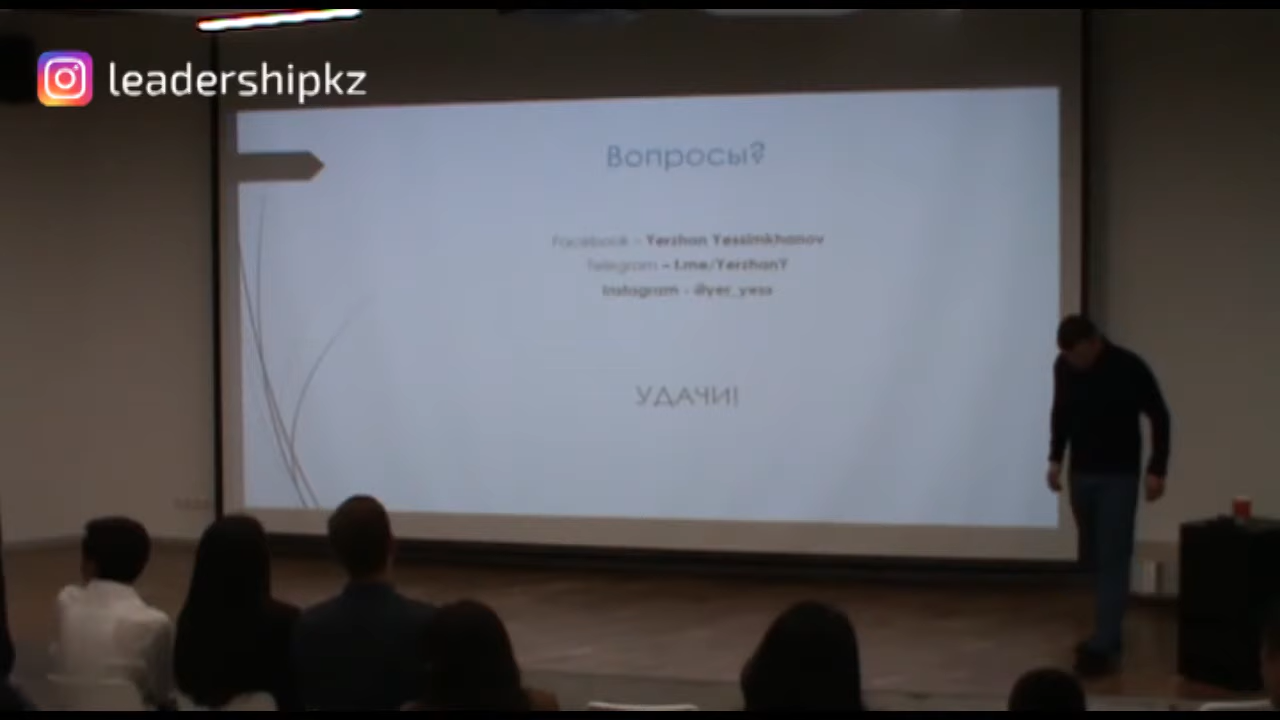 leadershipkz
Вопросы?
Facebook - Yerzhan Yessimkhanov
Telegram - t.me/YerzhanY
Instagram - @yer_yess
УДАЧИ!